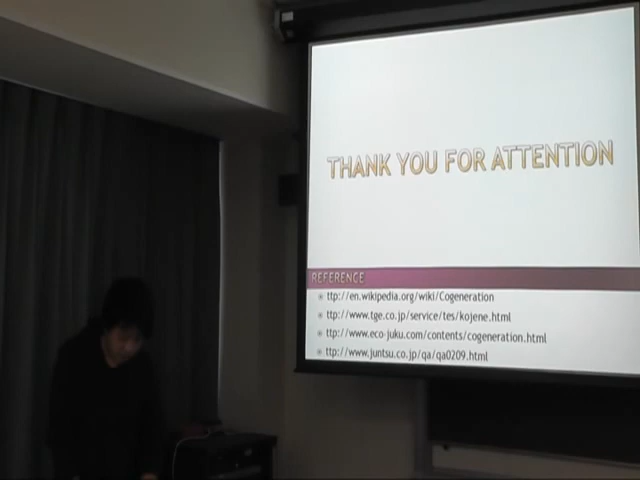 THANK YOU FOR ATTENTION
REFERENCE
ttp://en.wikipedia.org/wiki/Cogeneration
ttp://www.tge.co.jp/service/tes/kojene.html
ttp://www.eco-juku.com/contents/cogeneration.html
ttp://www.juntsu.co.jp/qa/qa0209.html